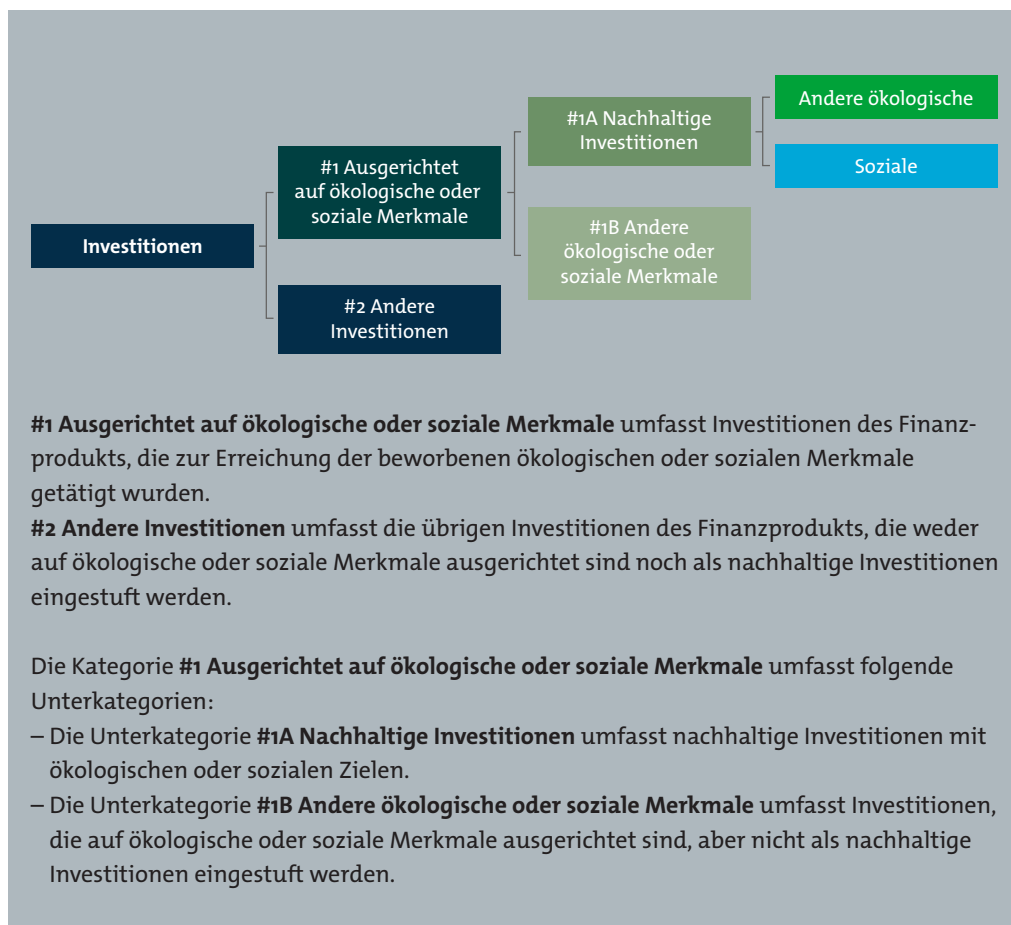 Andere ökologische
#1A Nachhaltige
Investitionen
#1 Ausgerichtet
auf ökologische oder
soziale Merkmale
Soziale
Investitionen
#1B Andere
ökologische oder
soziale Merkmale
#2 Andere
Investitionen
#1 Ausgerichtet auf ökologische oder soziale Merkmale umfasst Investitionen des Finanz-
produkts, die zur Erreichung der beworbenen ökologischen oder sozialen Merkmale
getätigt wurden.
#2 Andere Investitionen umfasst die übrigen Investitionen des Finanzprodukts, die weder
auf ökologische oder soziale Merkmale ausgerichtet sind noch als nachhaltige Investitionen
eingestuft werden.
Die Kategorie #1 Ausgerichtet auf ökologische oder soziale Merkmale umfasst folgende
Unterkategorien:
– Die Unterkategorie #1A Nachhaltige Investitionen umfasst nachhaltige Investitionen mit
ökologischen oder sozialen Zielen.
– Die Unterkategorie #1B Andere ökologische oder soziale Merkmale umfasst Investitionen,
die auf ökologische oder soziale Merkmale ausgerichtet sind, aber nicht als nachhaltige
Investitionen eingestuft werden.